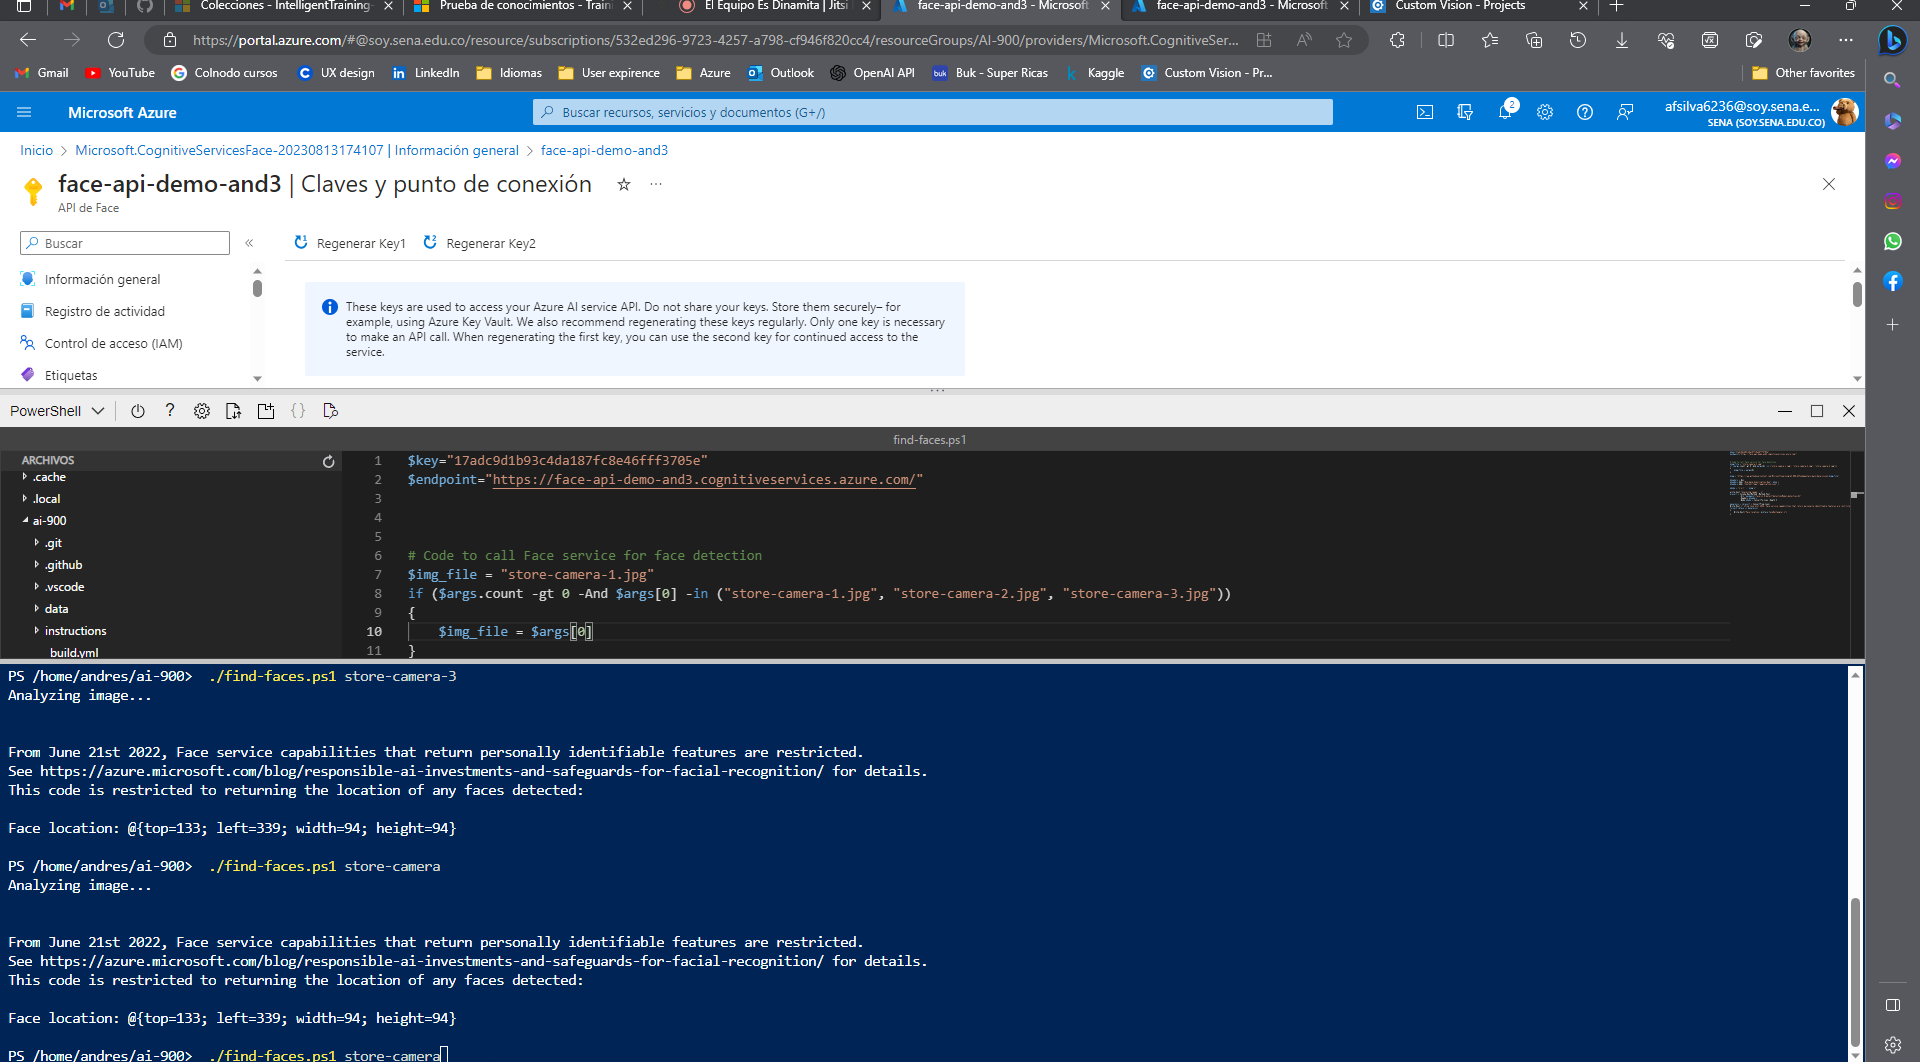 Colecciones - IntelligentTraining
Prueba de conocimientos - Traini
El Equipo Es Dinamita | Jitsi
face-api-demo-and3 - Microsoft
face-api-demo-and3 - Microsoft
Custom Vision - Projects
https://portal.azure.com/#@soy.sena.edu.co/resource/subscriptions/532ed296-9723-4257-a798-cf946f820cc4/resourceGroups/AI-900/providers/Microsoft.CognitiveSer...
Gmail
YouTube
Colnodo cursos
UX design
LinkedIn
Idiomas
User expirence
Azure
Outlook
OpenAI API
buk
Buk - Super Ricas
Kaggle
Custom Vision - Pr...
Other favorites
Microsoft Azure
Buscar recursos, servicios y documentos (G+/)
2
afsilva6236@soy.sena.e...
SENA (SOY.SENA.EDU.CO)
Inicio > Microsoft.CognitiveServicesFace-20230813174107 | Información general > face-api-demo-and3
face-api-demo-and3 | Claves y punto de conexión
API de Face
Buscar
Regenerar Key1
Regenerar Key2
Información general
Registro de actividad
Control de acceso (IAM)
Etiquetas
These keys are used to access your Azure AI service API. Do not share your keys. Store them securely– for
example, using Azure Key Vault. We also recommend regenerating these keys regularly. Only one key is necessary
to make an API call. When regenerating the first key, you can use the second key for continued access to the
service.
PowerShell
find-faces.ps1
ARCHIVOS
.cache
.local
ai-900
.git
.github
.vscode
data
instructions
build.yml
1 $key="17adc9d1b93c4da187fc8e46fff3705e"
2 $endpoint="https://face-api-demo-and3.cognitiveservices.azure.com/"
3
4
5
6 # Code to call Face service for face detection
7 $img_file = "store-camera-1.jpg"
8 if ($args.count -gt 0 -And $args[0] -in ("store-camera-1.jpg", "store-camera-2.jpg", "store-camera-3.jpg"))
9 {
10 $img_file = $args[0]
11 }
PS /home/andres/ai-900> ./find-faces.ps1 store-camera-3
Analyzing image...
From June 21st 2022, Face service capabilities that return personally identifiable features are restricted.
See https://azure.microsoft.com/blog/responsible-ai-investments-and-safeguards-for-facial-recognition/ for details.
This code is restricted to returning the location of any faces detected:
Face location: @{top=133; left=339; width=94; height=94}
PS /home/andres/ai-900> ./find-faces.ps1 store-camera
Analyzing image...
From June 21st 2022, Face service capabilities that return personally identifiable features are restricted.
See https://azure.microsoft.com/blog/responsible-ai-investments-and-safeguards-for-facial-recognition/ for details.
This code is restricted to returning the location of any faces detected:
Face location: @{top=133; left=339; width=94; height=94}
PS /home/andres/ai-900> ./find-faces.ps1 store-camera